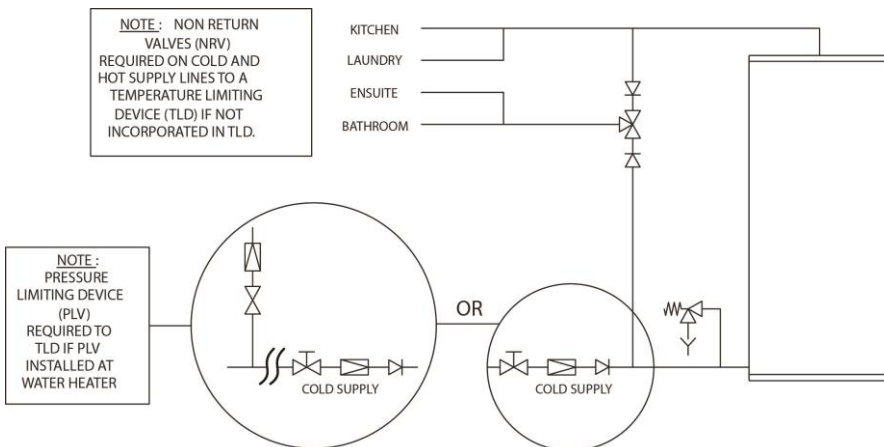 NOTE : NON RETURN
VALVES (NRV)
REQUIRED ON COLD AND
HOT SUPPLY LINES TO A
TEMPERATURE LIMITING
DEVICE (TLD) IF NOT
INCORPORATED IN TLD.
KITCHEN
LAUNDRY
ENSUITE
BATHROOM
NOTE :
PRESSURE
LIMITING DEVICE
(PLV)
REQUIRED TO
TLD IF PLV
INSTALLED AT
WATER HEATER
COLD SUPPLY
OR
COLD SUPPLY